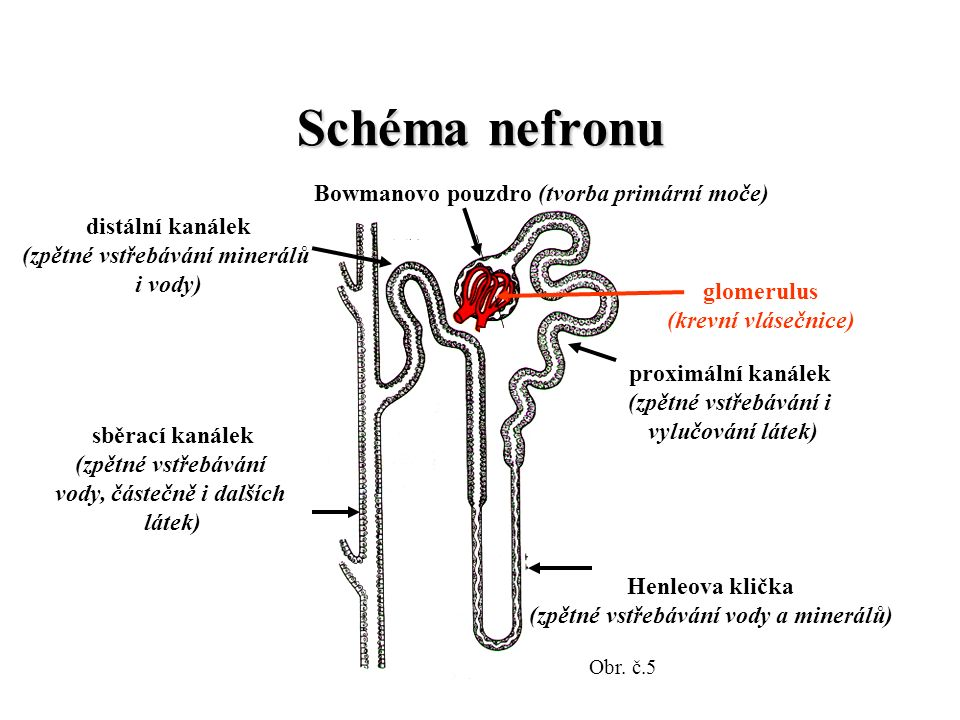 Schéma nefronu
Bowmanovo pouzdro (tvorba primární moče)
distální kanálek
(zpětné vstřebávání minerálů
i vody)
glomerulus
(krevní vlásečnice)
proximální kanálek
(zpětné vstřebávání i
vylučování látek)
sběrací kanálek
(zpětné vstřebávání
vody, částečně i dalších
látek)
Henleova klička
(zpětné vstřebávání vody a minerálů)
Obr. č.5